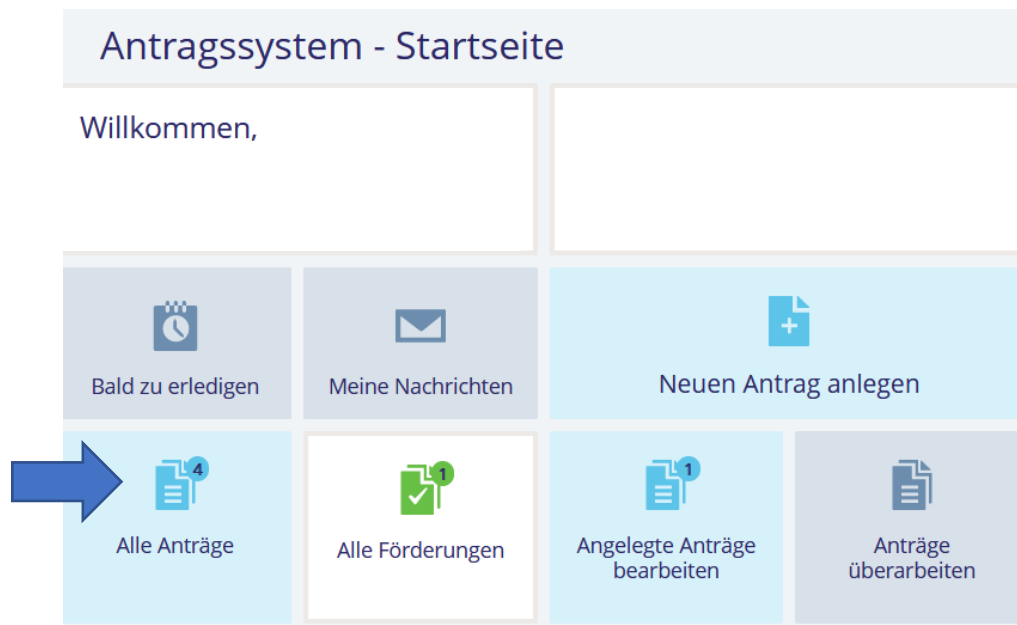 Antragssystem - Startseite
Willkommen,
Bald zu erledigen
Meine Nachrichten
Neuen Antrag anlegen
4
Alle Anträge
1
Alle Förderungen
1
Angelegte Anträge
bearbeiten
Anträge
überarbeiten